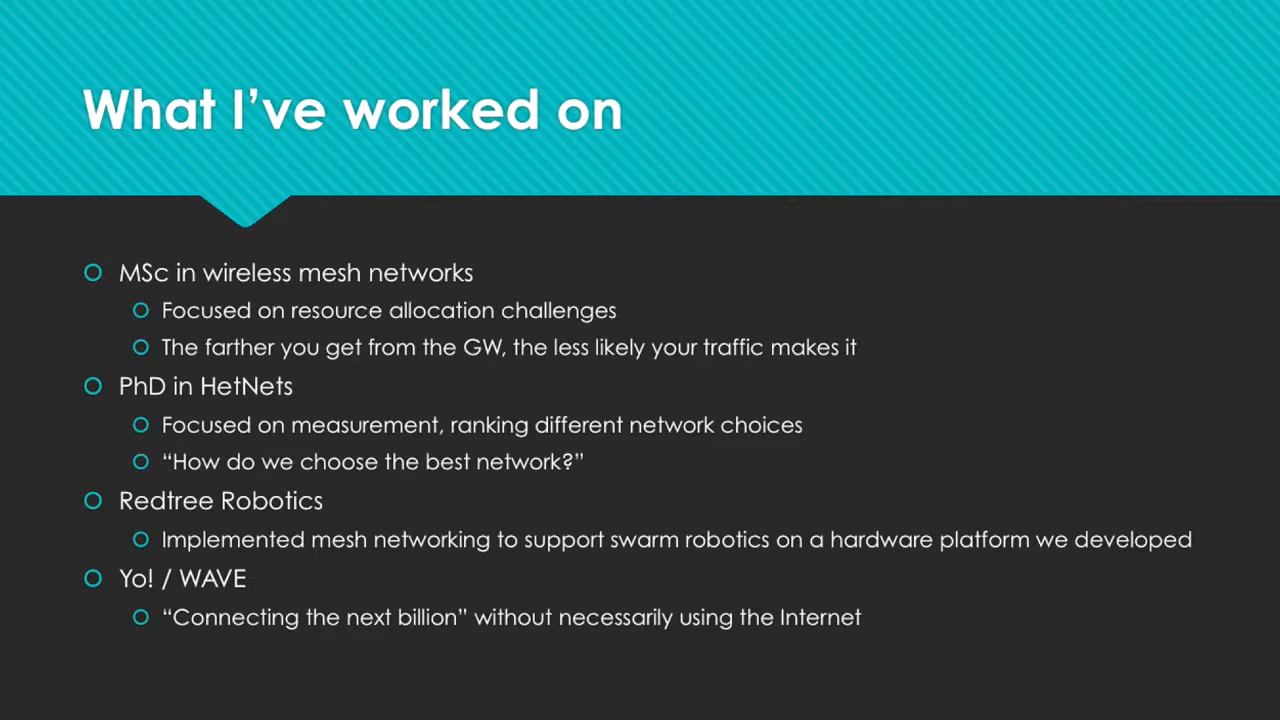 What I’ve worked on
MSc in wireless mesh networks
Focused on resource allocation challenges
The farther you get from the GW, the less likely your traffic makes it
PhD in HetNets
Focused on measurement, ranking different network choices
“How do we choose the best network?”
Redtree Robotics
Implemented mesh networking to support swarm robotics on a hardware platform we developed
Yo! / WAVE
“Connecting the next billion” without necessarily using the Internet